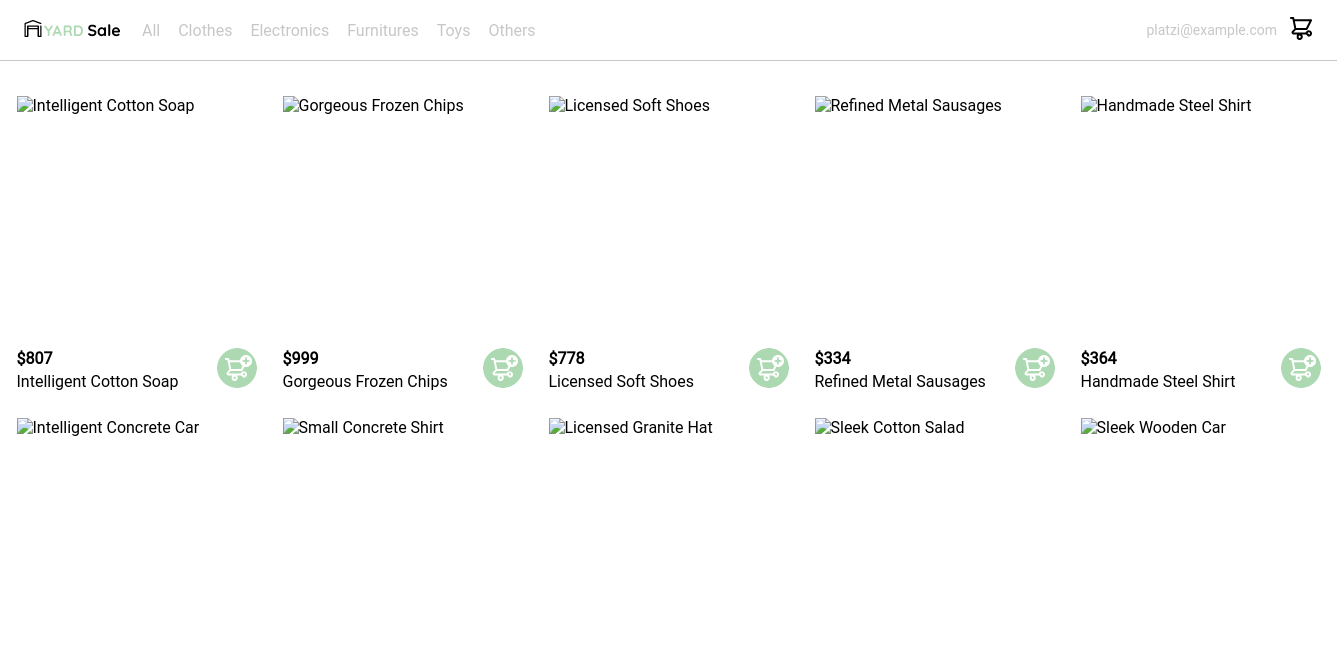 YARD Sale All Clothes Electronics Furnitures Toys Others platzi@example.com
Intelligent Cotton Soap Gorgeous Frozen Chips Licensed Soft Shoes Refined Metal Sausages Handmade Steel Shirt
$807 $999 $778 $334 $364
Intelligent Cotton Soap Gorgeous Frozen Chips Licensed Soft Shoes Refined Metal Sausages Handmade Steel Shirt
Intelligent Concrete Car Small Concrete Shirt Licensed Granite Hat Sleek Cotton Salad Sleek Wooden Car